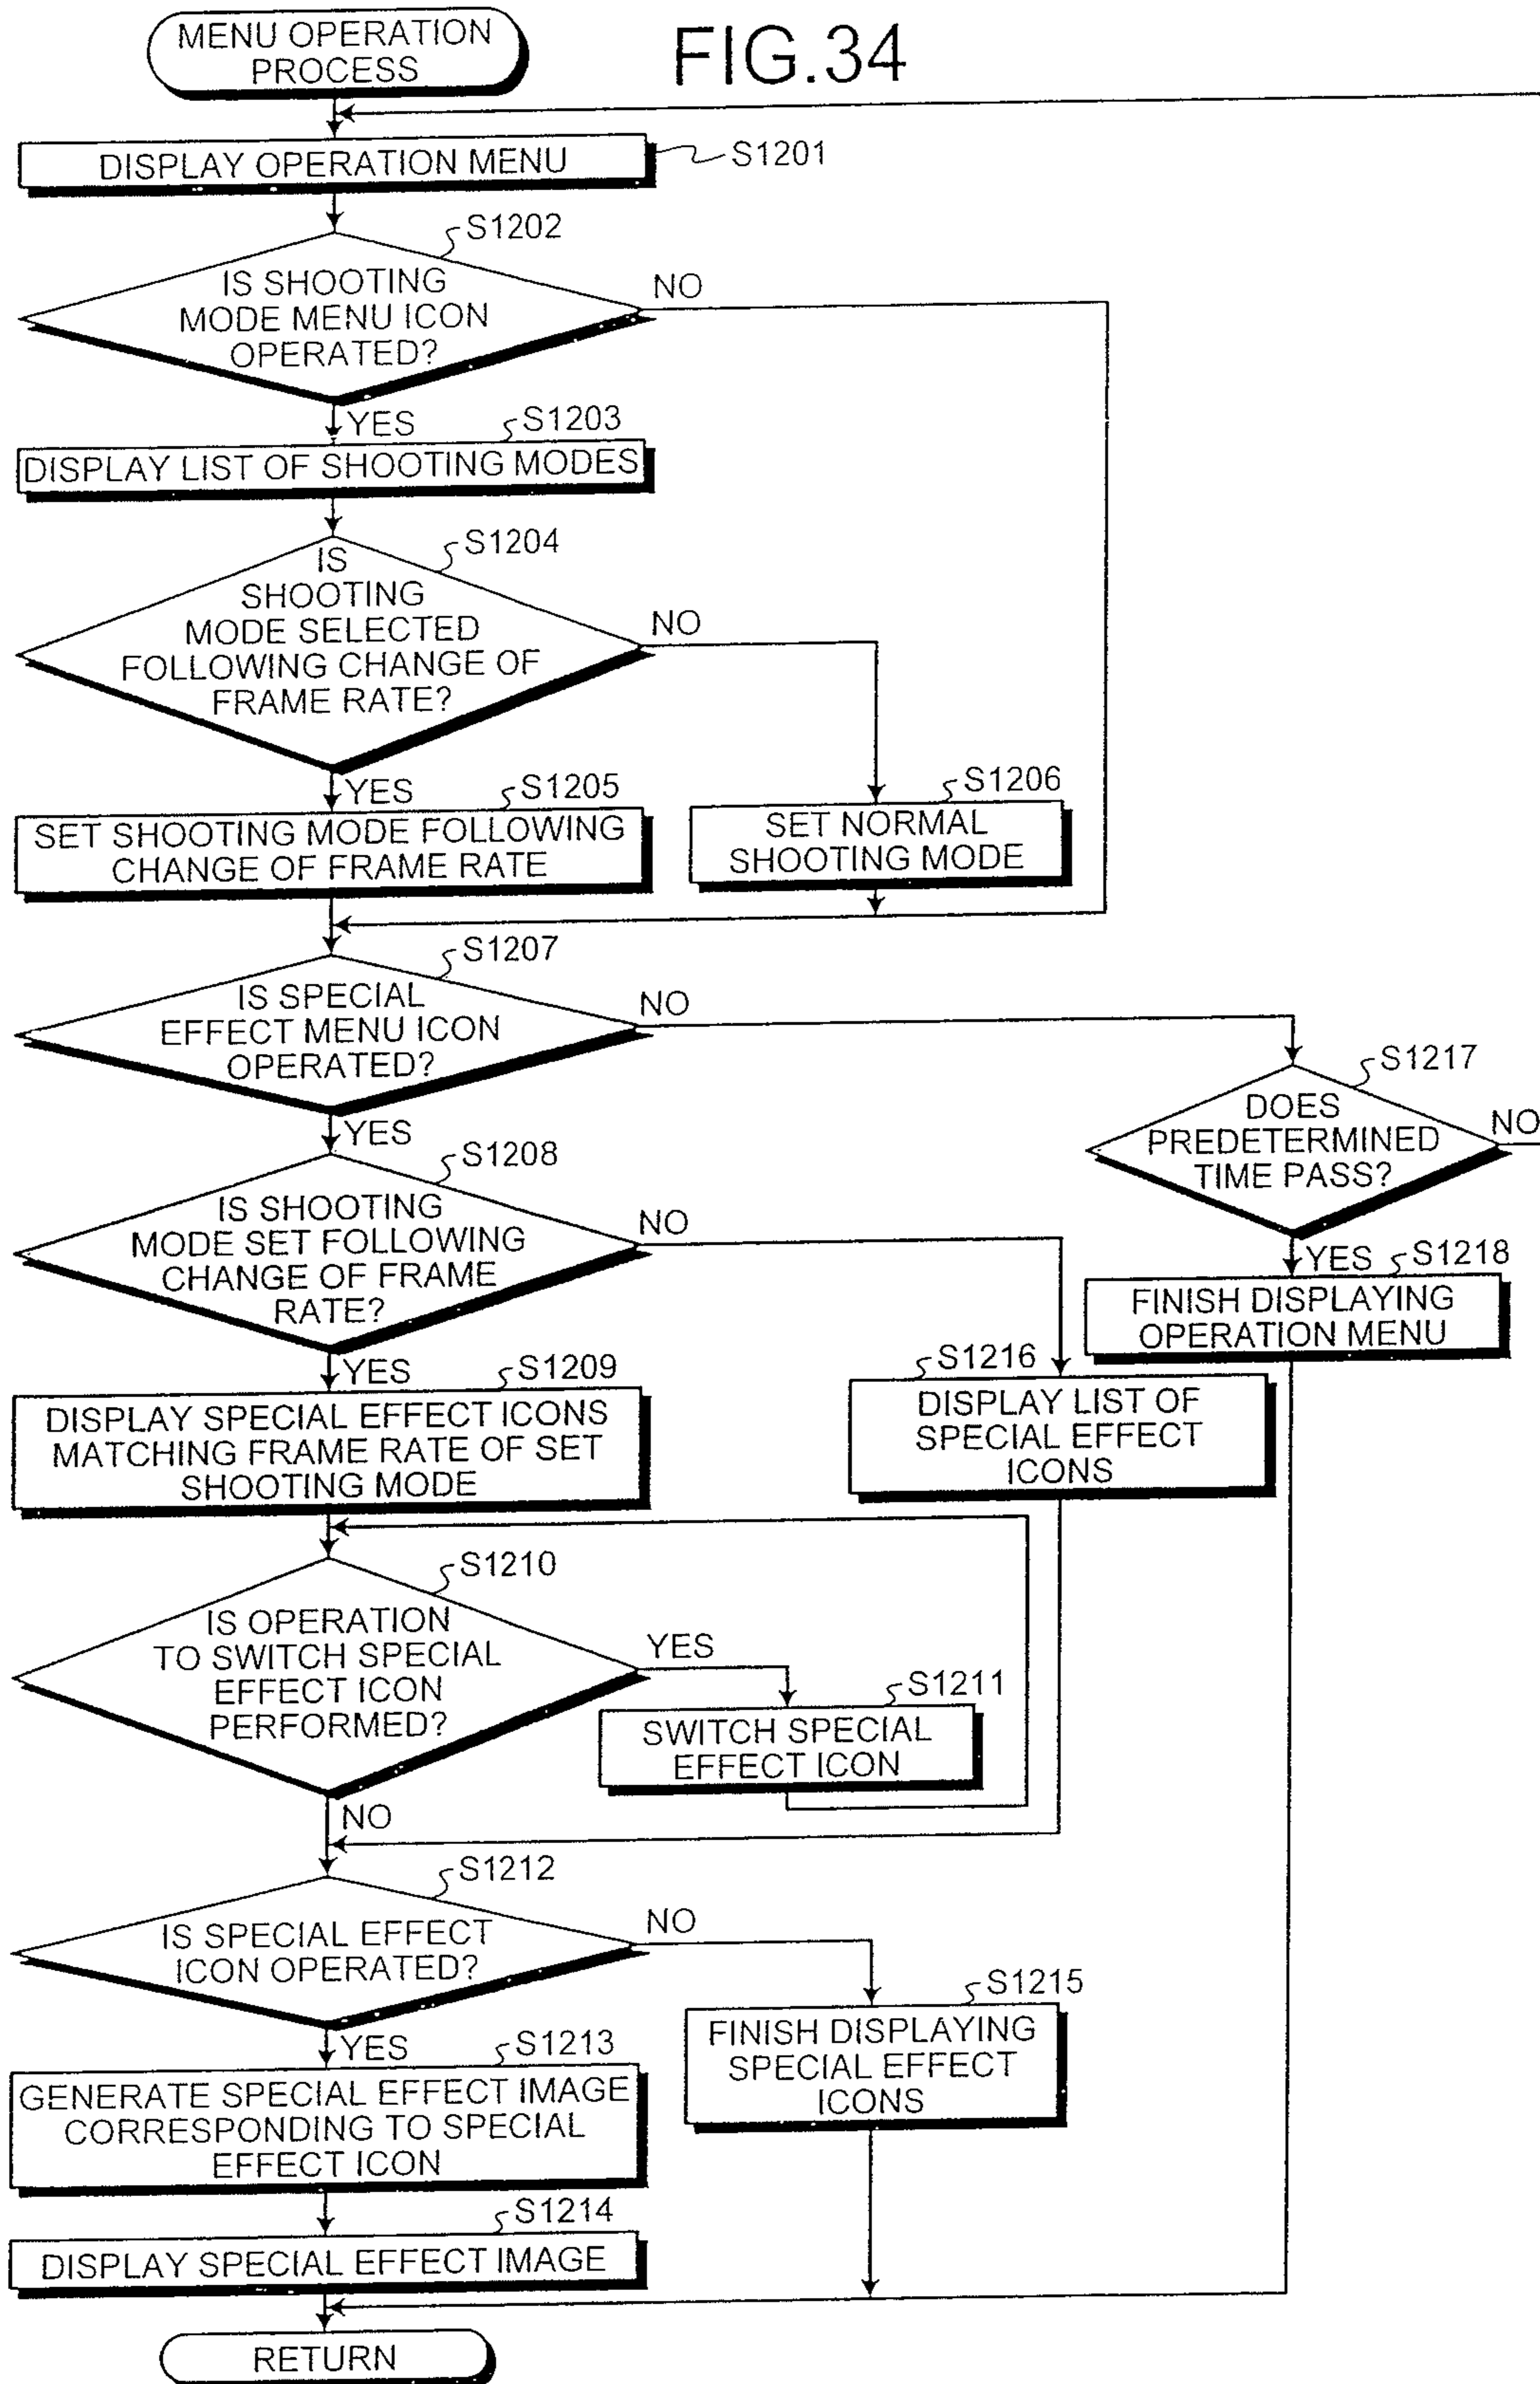 MENU OPERATION
PROCESS
FIG.34
DISPLAY OPERATION MENU
S1201
S1202
IS SHOOTING
MODE MENU ICON
OPERATED?
NO
YES
S1203
DISPLAY LIST OF SHOOTING MODES
S1204
IS
SHOOTING
MODE SELECTED
FOLLOWING CHANGE OF
FRAME RATE?
NO
YES
S1205
SET SHOOTING MODE FOLLOWING
CHANGE OF FRAME RATE
S1206
SET NORMAL
SHOOTING MODE
S1207
IS SPECIAL
EFFECT MENU ICON
OPERATED?
NO
YES
S1217
DOES
PREDETERMINED
TIME PASS?
NO
YES
S1218
FINISH DISPLAYING
OPERATION MENU
S1208
IS SHOOTING
MODE SET FOLLOWING
CHANGE OF FRAME
RATE?
NO
YES
S1209
DISPLAY SPECIAL EFFECT ICONS
MATCHING FRAME RATE OF SET
SHOOTING MODE
S1216
DISPLAY LIST OF
SPECIAL EFFECT
ICONS
S1210
IS OPERATION
TO SWITCH SPECIAL
EFFECT ICON
PERFORMED?
YES
S1211
SWITCH SPECIAL
EFFECT ICON
NO
S1212
IS SPECIAL EFFECT
ICON OPERATED?
NO
YES
S1213
GENERATE SPECIAL EFFECT IMAGE
CORRESPONDING TO SPECIAL
EFFECT ICON
S1215
FINISH DISPLAYING
SPECIAL EFFECT
ICONS
S1214
DISPLAY SPECIAL EFFECT IMAGE
RETURN